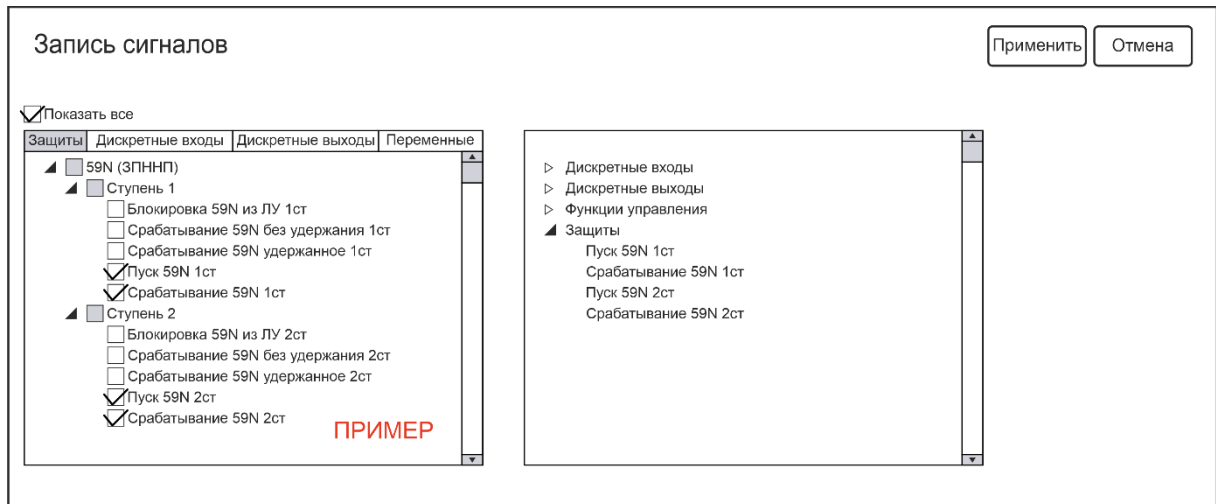 Запись сигналов
Применить
Отмена
Показать все
Защиты
Дискретные входы
Дискретные выходы
Переменные
59N (ЗПННП)
Ступень 1
Блокировка 59N из ЛУ 1ст
Срабатывание 59N без удержания 1ст
Срабатывание 59N удержанное 1ст
Пуск 59N 1ст
Срабатывание 59N 1ст
Ступень 2
Блокировка 59N из ЛУ 2ст
Срабатывание 59N без удержания 2ст
Срабатывание 59N удержанное 2ст
Пуск 59N 2ст
Срабатывание 59N 2ст
ПРИМЕР
Дискретные входы
Дискретные выходы
Функции управления
Защиты
Пуск 59N 1ст
Срабатывание 59N 1ст
Пуск 59N 2ст
Срабатывание 59N 2ст